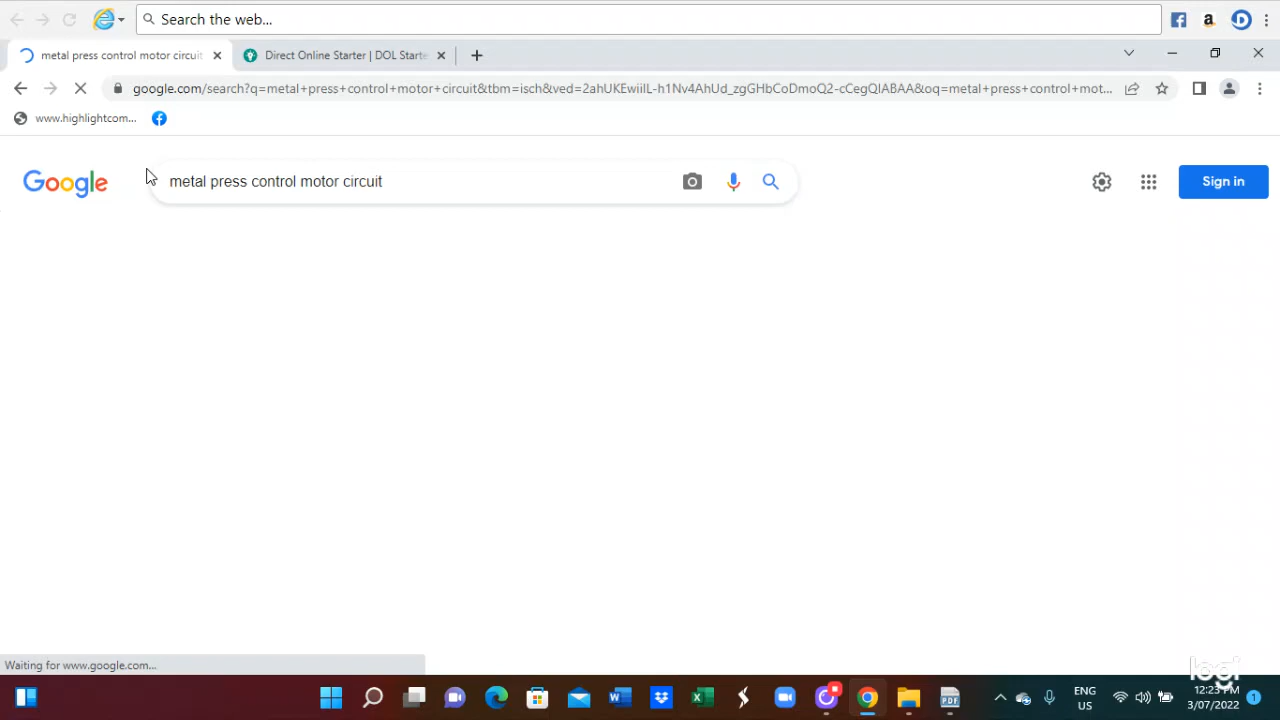 Search the web...
metal press control motor circuit
Direct Online Starter | DOL Starte
google.com/search?q=metal+press+control+motor+circuit&tbm=isch&ved=2ahUKEwiilL-h1Nv4AhUd_zgGHbCoDmoQ2-cCegQIABAA&oq=metal+press+control+mot...
www.highlightcom...
Google
metal press control motor circuit
Sign in
Waiting for www.google.com...
logi
ENG
US
12:23 PM
3/07/2022